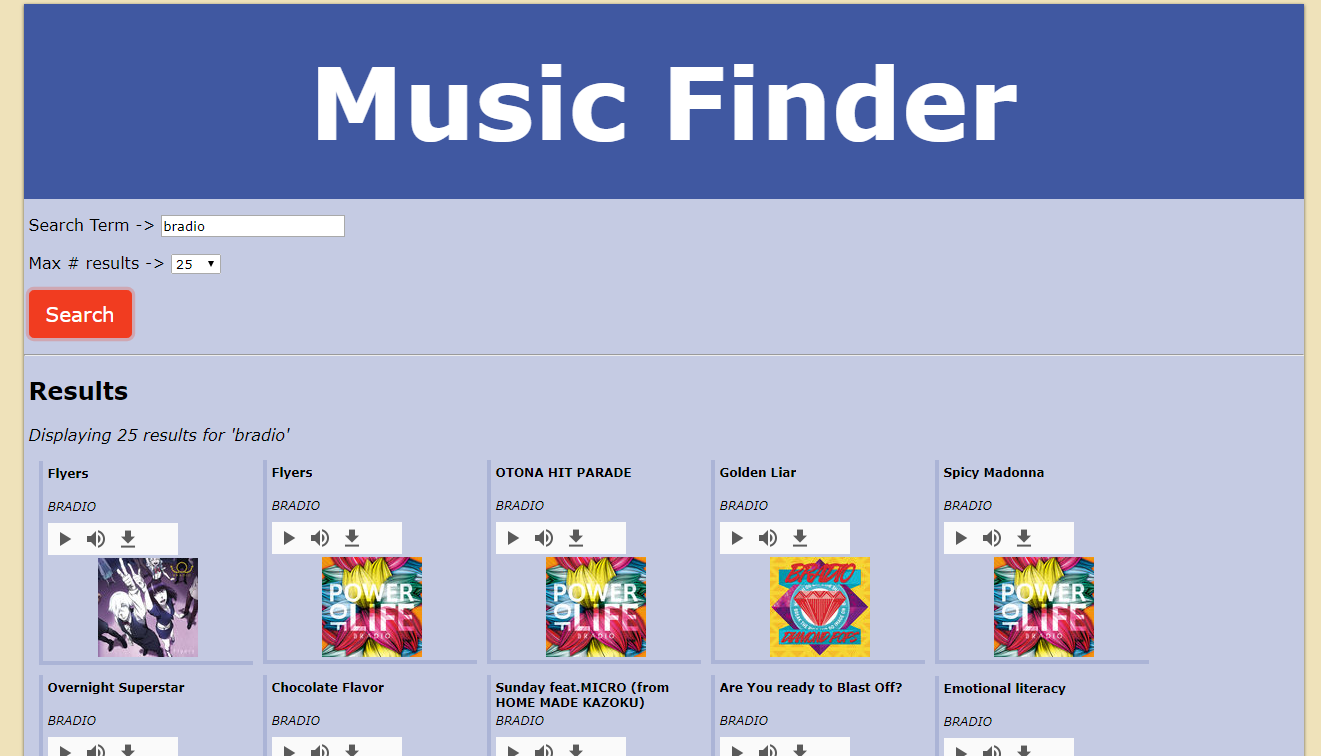 Music Finder
Search Term -> bradio
Max # results -> 25
Search
Results
Displaying 25 results for 'bradio'
Flyers
BRADIO
Flyers
BRADIO
POWER
OF LiFE
BRADIO
OTONA HIT PARADE
BRADIO
POWER
OF LiFE
BRADIO
Golden Liar
BRADIO
BRADIO
DIAMOND POPS
Spicy Madonna
BRADIO
POWER
OF LiFE
BRADIO
Overnight Superstar
BRADIO
Chocolate Flavor
BRADIO
Sunday feat.MICRO (from
HOME MADE KAZOKU)
BRADIO
Are You ready to Blast Off?
BRADIO
Emotional literacy
BRADIO